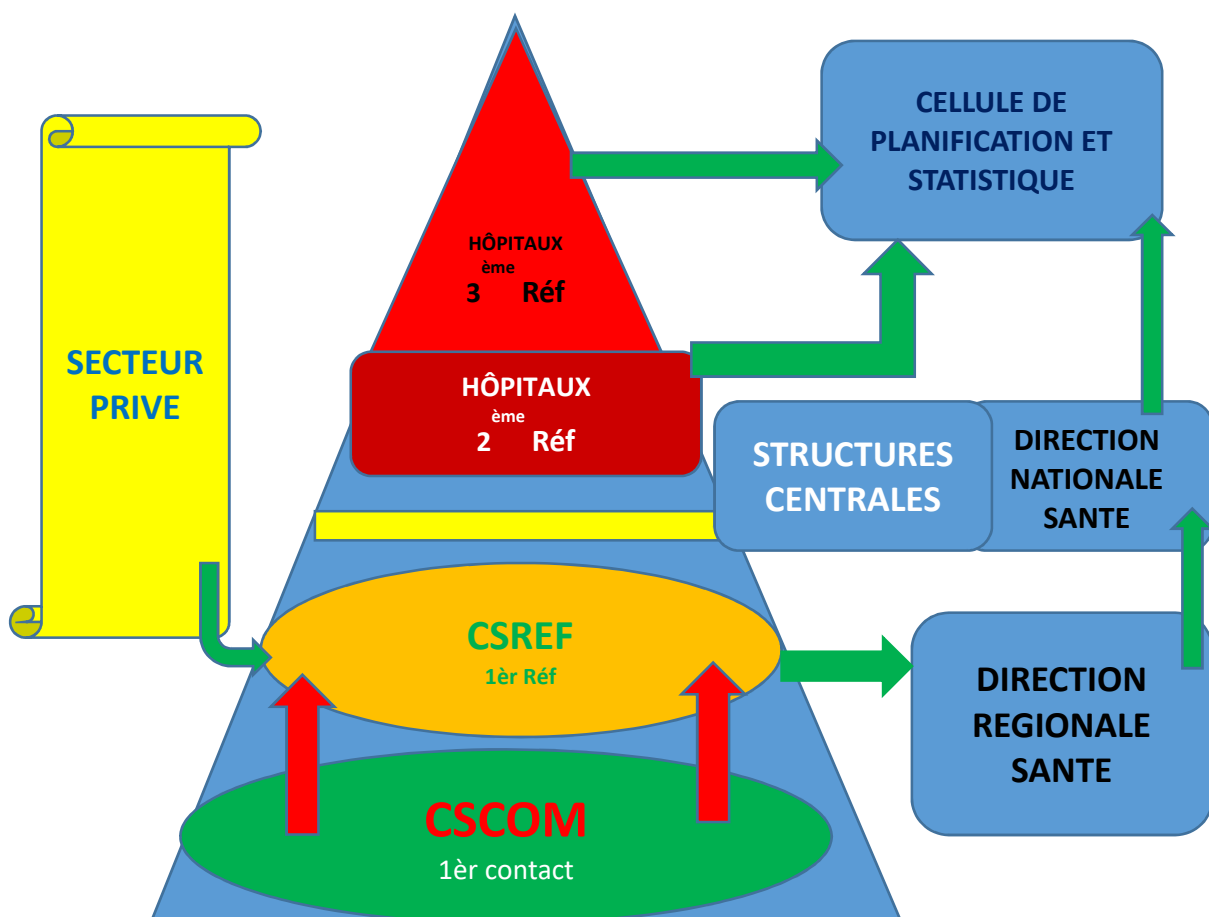 CELLULE DE
PLANIFICATION ET
STATISTIQUE
HÔPITAUX
3 ème Réf
SECTEUR
PRIVE
HÔPITAUX
2 ème Réf
STRUCTURES
CENTRALES
DIRECTION
NATIONALE
SANTE
CSREF
1èr Réf
DIRECTION
REGIONALE
SANTE
CSCOM
1èr contact